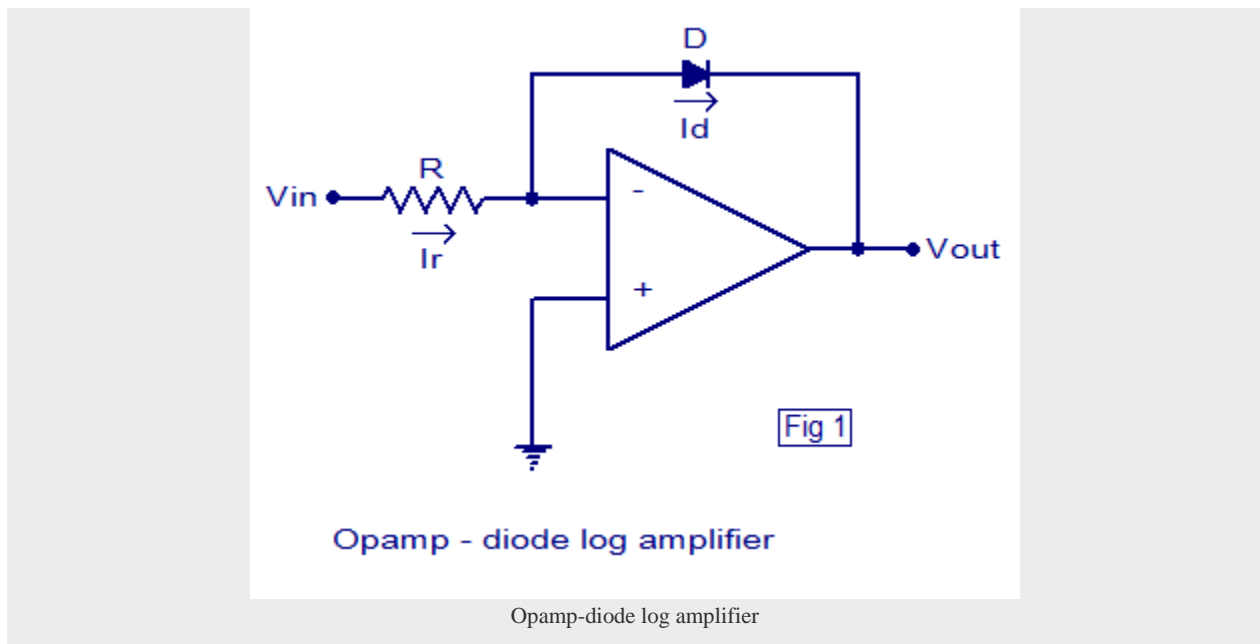 D
Id
R
Vin
Ir
-
+
Vout
Fig 1
Opamp - diode log amplifier
Opamp-diode log amplifier